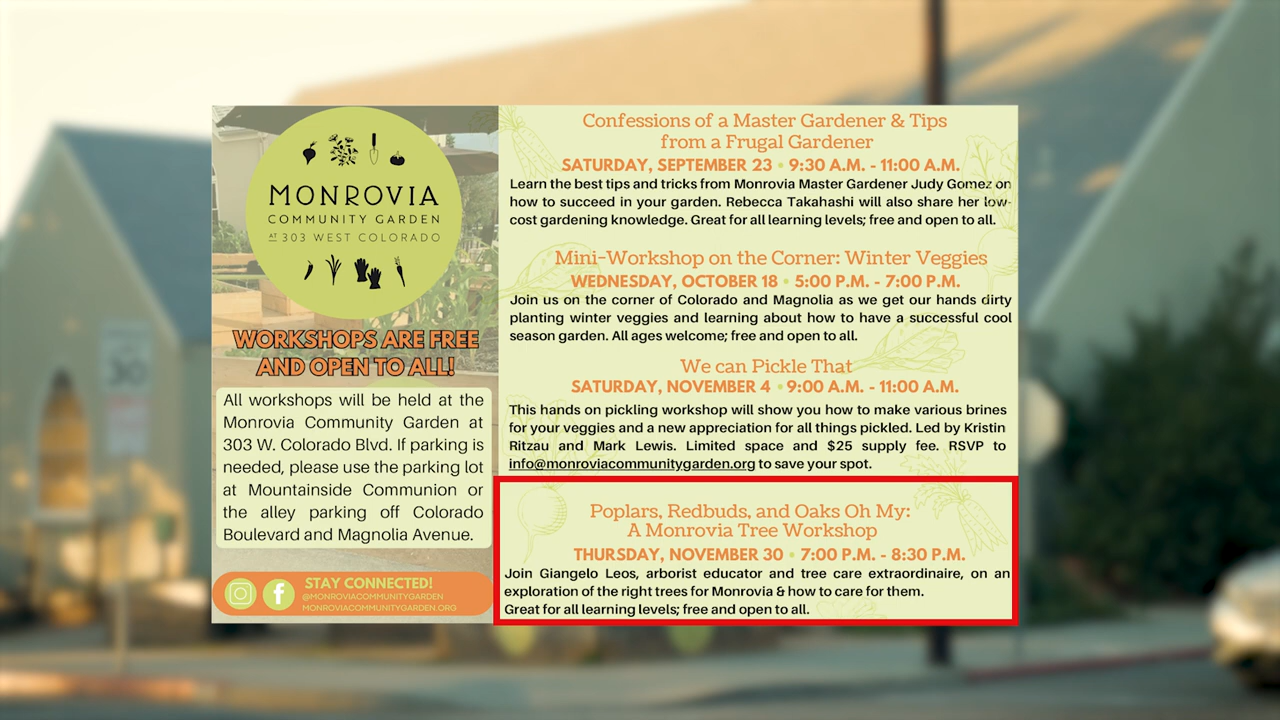 MONROVIA
COMMUNITY GARDEN
AT 303 WEST COLORADO
WORKSHOPS ARE FREE
AND OPEN TO ALL!
All workshops will be held at the
Monrovia Community Garden at
303 W. Colorado Blvd. If parking is
needed, please use the parking lot
at Mountainside Communion or
the alley parking off Colorado
Boulevard and Magnolia Avenue.
STAY CONNECTED!
@MONROVIACOMMUNITYGARDEN
MONROVIACOMMUNITYGARDEN.ORG
Confessions of a Master Gardener & Tips
from a Frugal Gardener
SATURDAY, SEPTEMBER 23 • 9:30 A.M. - 11:00 A.M.
Learn the best tips and tricks from Monrovia Master Gardener Judy Gomez on
how to succeed in your garden. Rebecca Takahashi will also share her low-
cost gardening knowledge. Great for all learning levels; free and open to all.
Mini-Workshop on the Corner: Winter Veggies
WEDNESDAY, OCTOBER 18 • 5:00 P.M. - 7:00 P.M.
Join us on the corner of Colorado and Magnolia as we get our hands dirty
planting winter veggies and learning about how to have a successful cool
season garden. All ages welcome; free and open to all.
We can Pickle That
SATURDAY, NOVEMBER 4 • 9:00 A.M. - 11:00 A.M.
This hands on pickling workshop will show you how to make various brines
for your veggies and a new appreciation for all things pickled. Led by Kristin
Ritzau and Mark Lewis. Limited space and $25 supply fee. RSVP to
info@monroviacommunitygarden.org to save your spot.
Poplars, Redbuds, and Oaks Oh My:
A Monrovia Tree Workshop
THURSDAY, NOVEMBER 30 • 7:00 P.M. - 8:30 P.M.
Join Giangelo Leos, arborist educator and tree care extraordinaire, on an
exploration of the right trees for Monrovia & how to care for them.
Great for all learning levels; free and open to all.
30